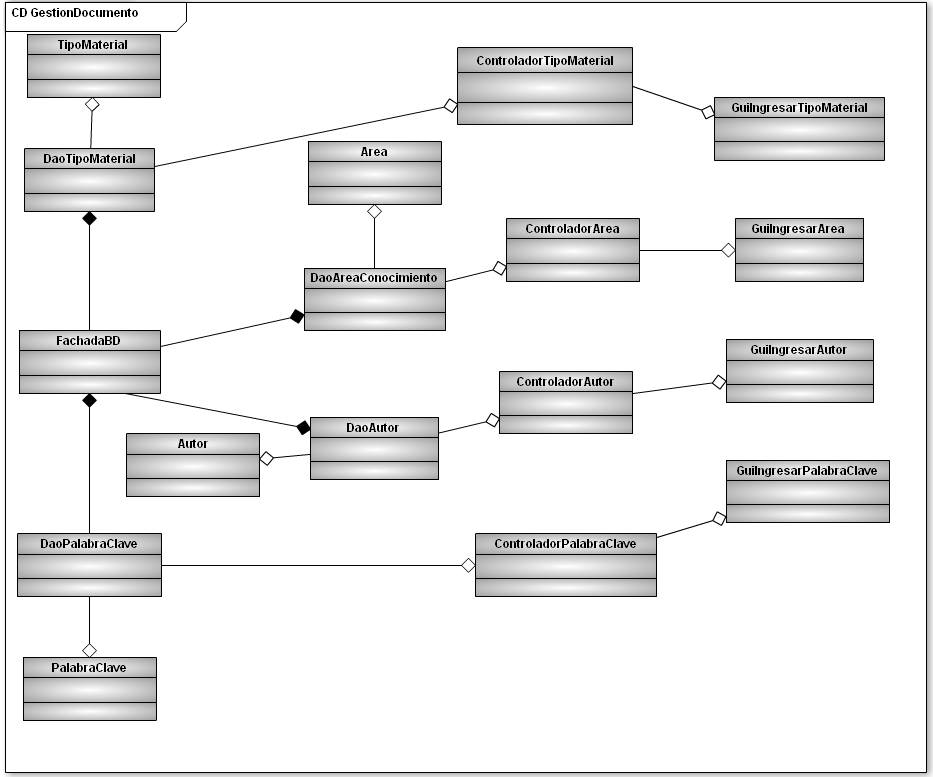 CD GestionDocumento
TipoMaterial
ControladorTipoMaterial
GuiIngresarTipoMaterial
DaoTipoMaterial
Area
ControladorArea
GuiIngresarArea
DaoAreaConocimiento
FachadaBD
GuiIngresarAutor
ControladorAutor
DaoAutor
Autor
GuiIngresarPalabraClave
DaoPalabraClave
ControladorPalabraClave
PalabraClave